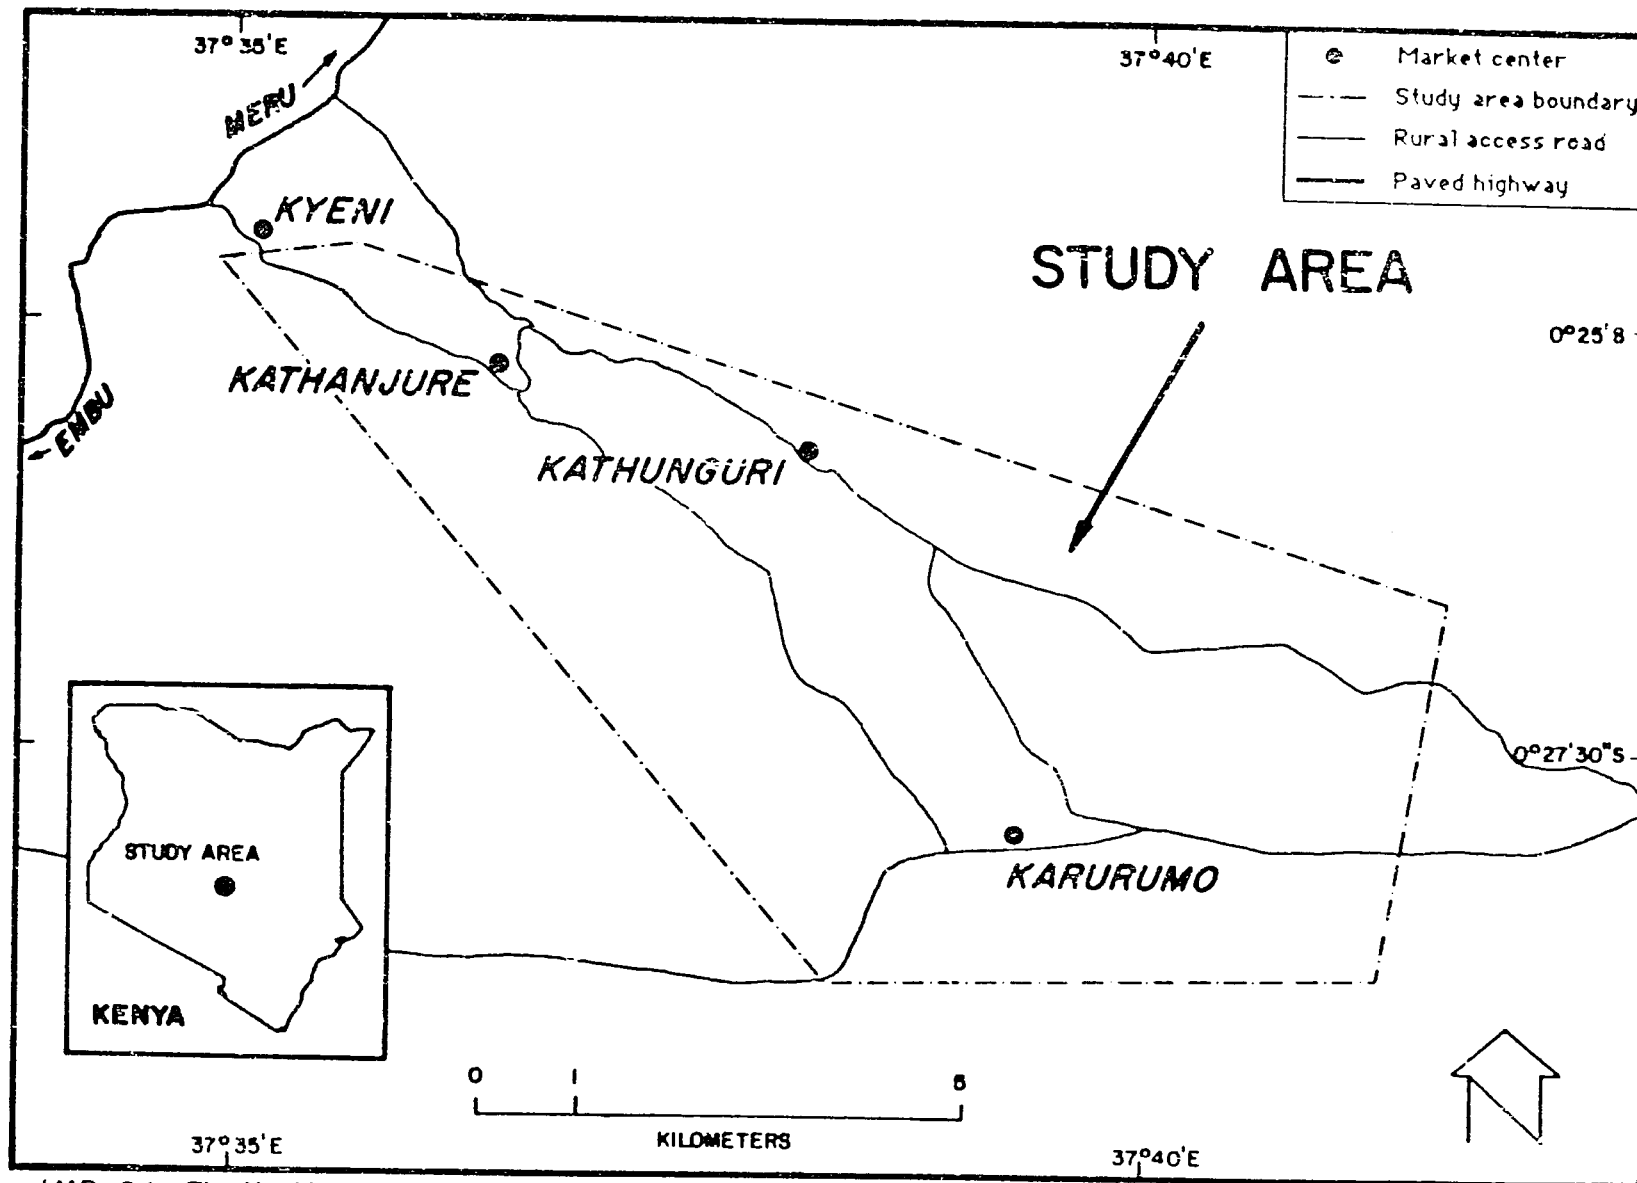 37°35'E
37°40'E
Market center
Study area boundary
Rural access road
Paved highway
MERU
KYENI
STUDY AREA
0°25'8
KATHANJURE
EMBU
KATHUNGURI
0°27'30"S
STUDY AREA
KARURUMO
KENYA
0 1 5
KILOMETERS
N
37°35'E
37°40'E